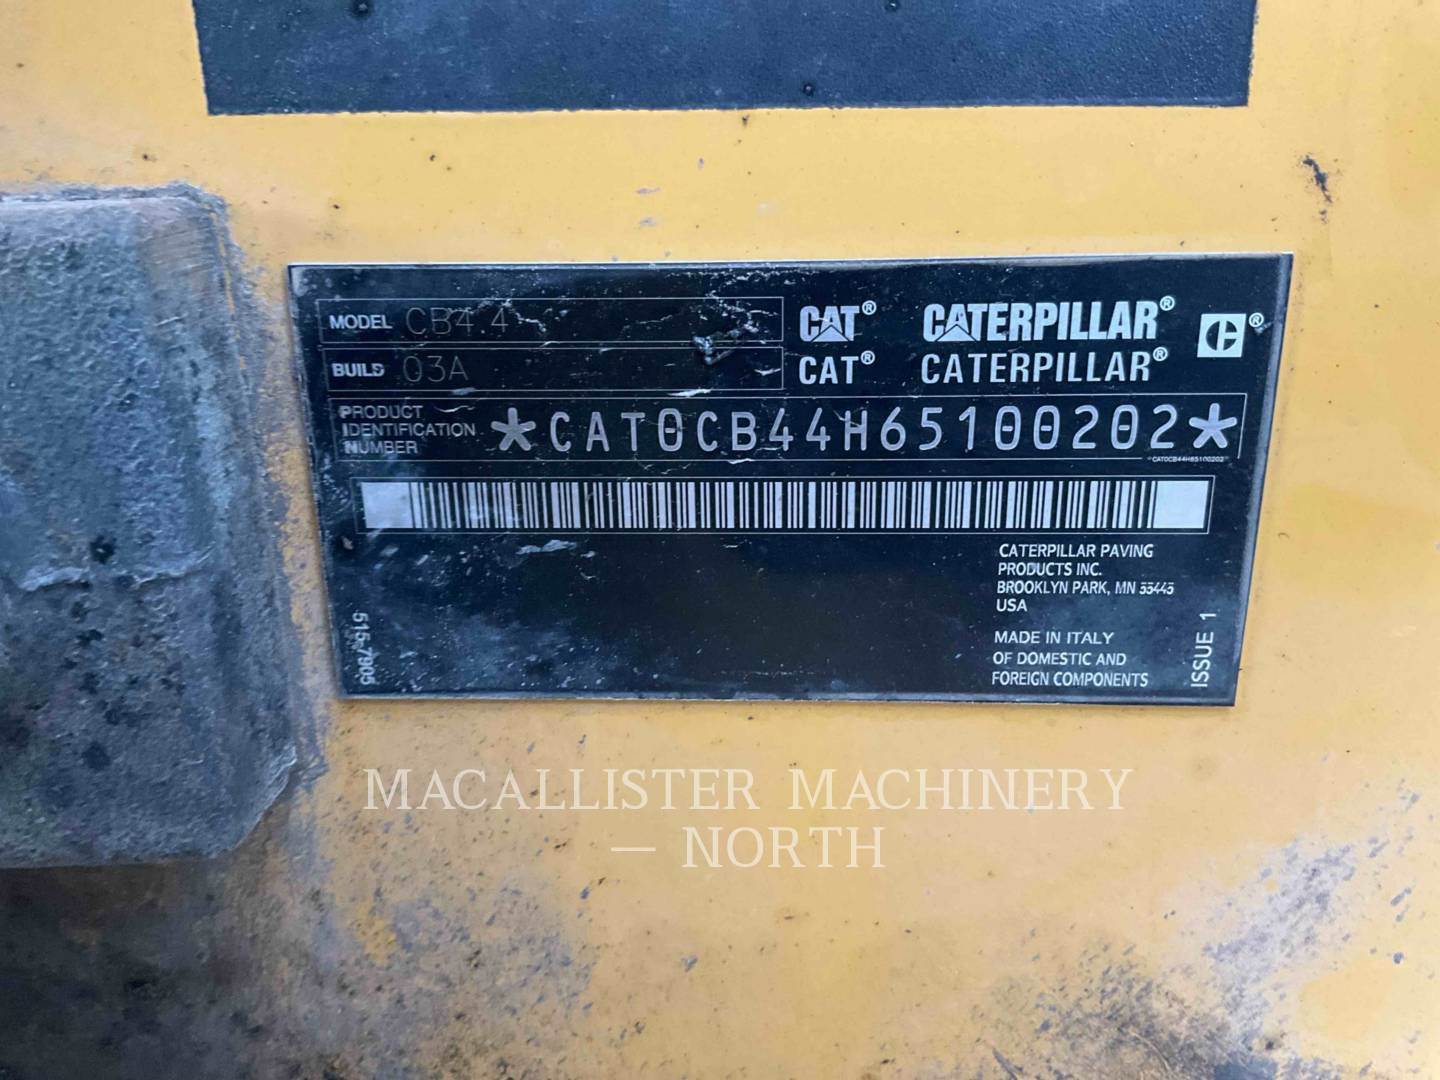 MODEL CB4.4
BUILD 03A
CAT® CATERPILLAR®
CAT® CATERPILLAR®
C®
PRODUCT
IDENTIFICATION
NUMBER
*CAT0CB44H65100202*
*CAT0CB44H65100202*
CATERPILLAR PAVING
PRODUCTS INC.
BROOKLYN PARK, MN 55445
USA
MADE IN ITALY
OF DOMESTIC AND
FOREIGN COMPONENTS
515-7905
ISSUE 1
MACALLISTER MACHINERY
— NORTH